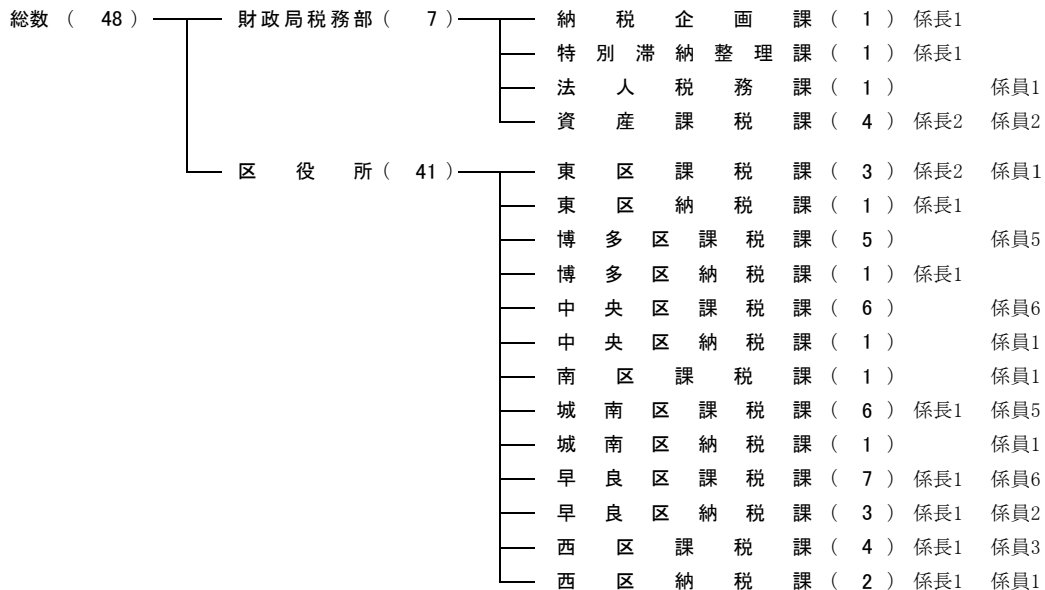 総数 ( 48 ) 財政局税務部 ( 7 ) 納税企画課 ( 1 ) 係長1
特別滞納整理課 ( 1 ) 係長1
法人税務課 ( 1 ) 係員1
資産課税課 ( 4 ) 係長2 係員2
区役所 ( 41 ) 東区課税課 ( 3 ) 係長2 係員1
東区納税課 ( 1 ) 係長1
博多区課税課 ( 5 ) 係員5
博多区納税課 ( 1 ) 係長1
中央区課税課 ( 6 ) 係員6
中央区納税課 ( 1 ) 係員1
南区課税課 ( 1 ) 係員1
城南区課税課 ( 6 ) 係長1 係員5
城南区納税課 ( 1 ) 係員1
早良区課税課 ( 7 ) 係長1 係員6
早良区納税課 ( 3 ) 係長1 係員2
西区課税課 ( 4 ) 係長1 係員3
西区納税課 ( 2 ) 係長1 係員1